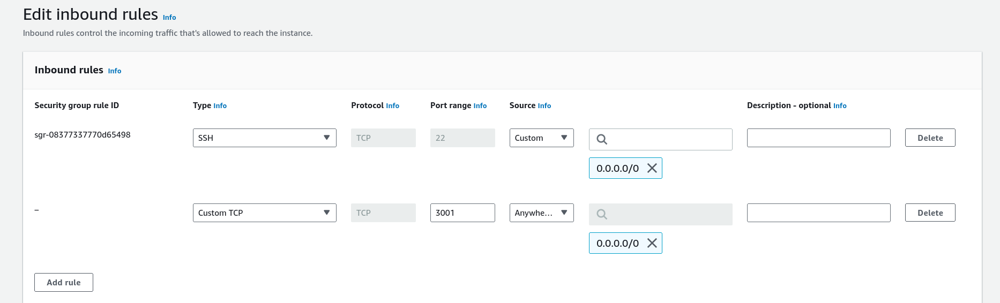 Edit inbound rules Info
Inbound rules control the incoming traffic that's allowed to reach the instance.
Inbound rules Info
Security group rule ID Type Info Protocol Info Port range Info Source Info Description - optional Info
sgr-08377337770d65498 SSH TCP 22 Custom Delete
0.0.0.0/0
– Custom TCP TCP 3001 Anywhe... Delete
0.0.0.0/0
Add rule